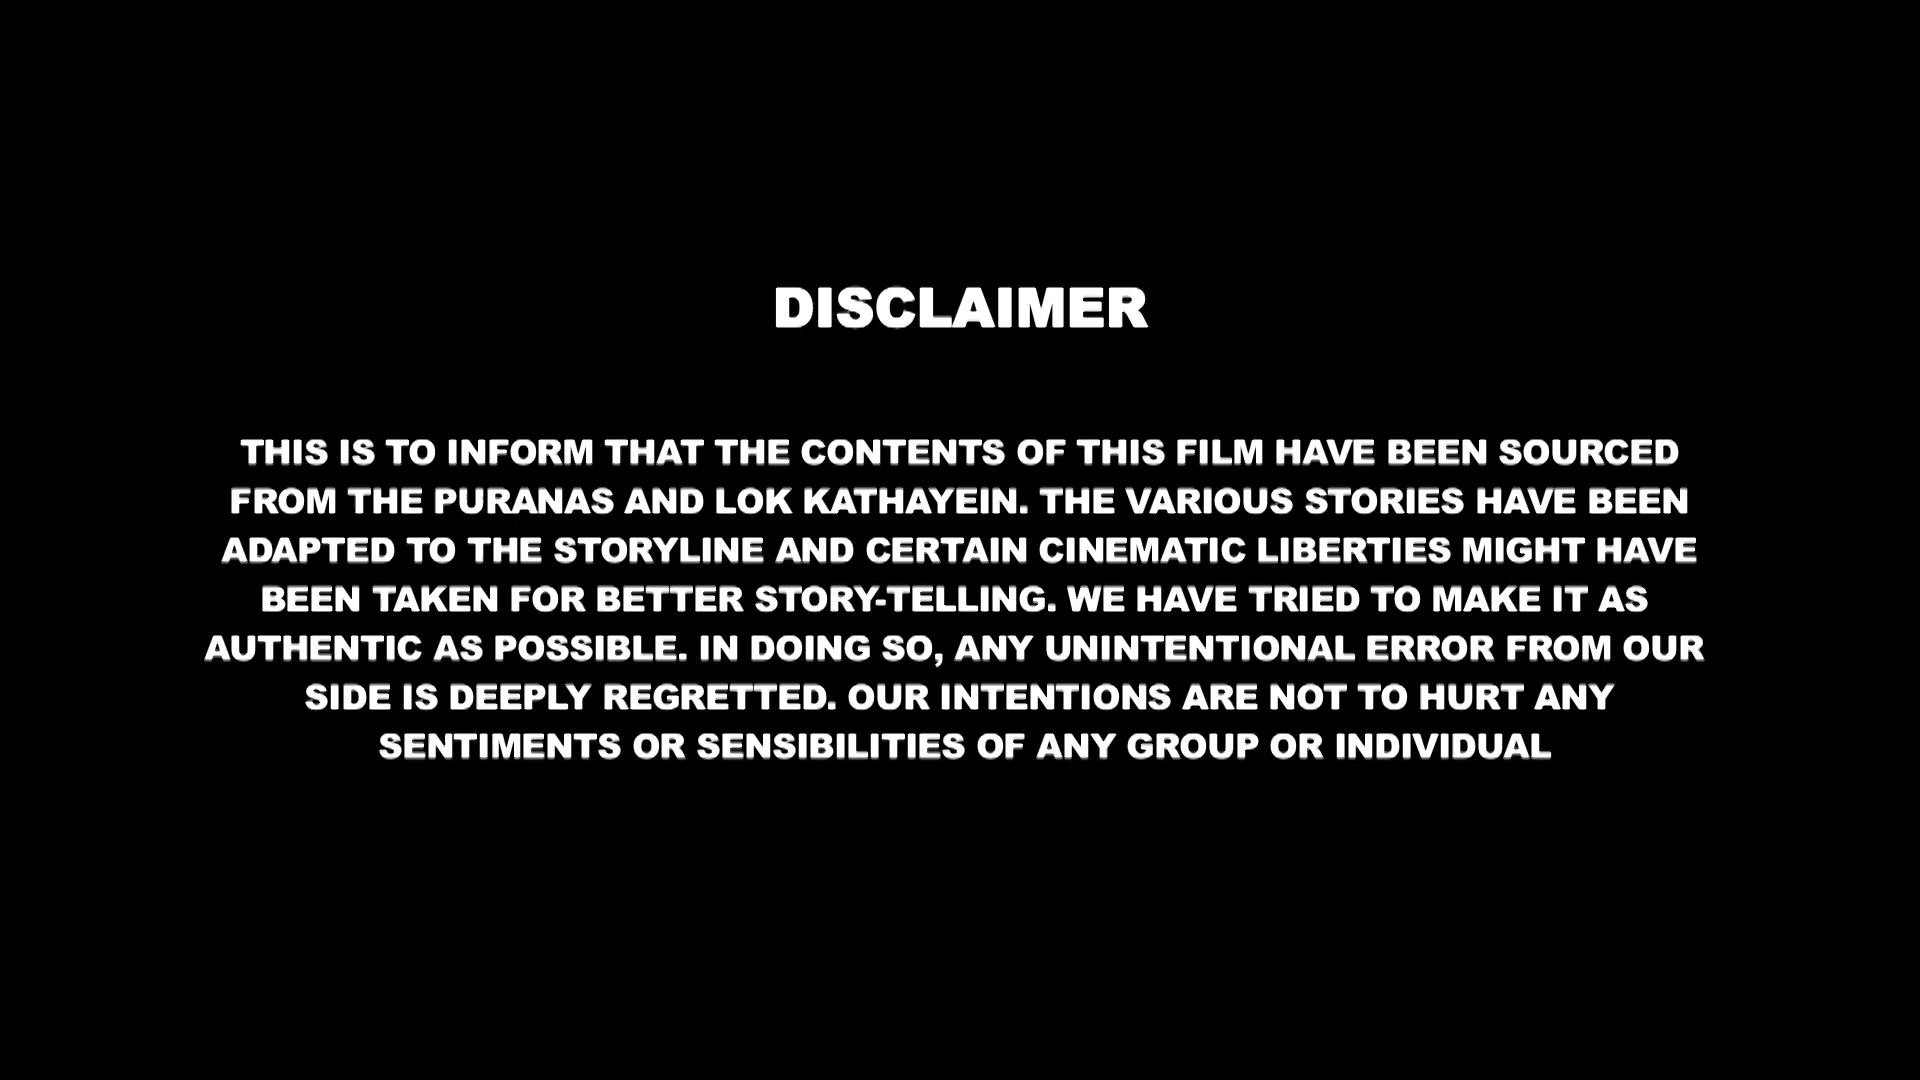 DISCLAIMER
THIS IS TO INFORM THAT THE CONTENTS OF THIS FILM HAVE BEEN SOURCED
FROM THE PURANAS AND LOK KATHAYEIN. THE VARIOUS STORIES HAVE BEEN
ADAPTED TO THE STORYLINE AND CERTAIN CINEMATIC LIBERTIES MIGHT HAVE
BEEN TAKEN FOR BETTER STORY-TELLING. WE HAVE TRIED TO MAKE IT AS
AUTHENTIC AS POSSIBLE. IN DOING SO, ANY UNINTENTIONAL ERROR FROM OUR
SIDE IS DEEPLY REGRETTED. OUR INTENTIONS ARE NOT TO HURT ANY
SENTIMENTS OR SENSIBILITIES OF ANY GROUP OR INDIVIDUAL